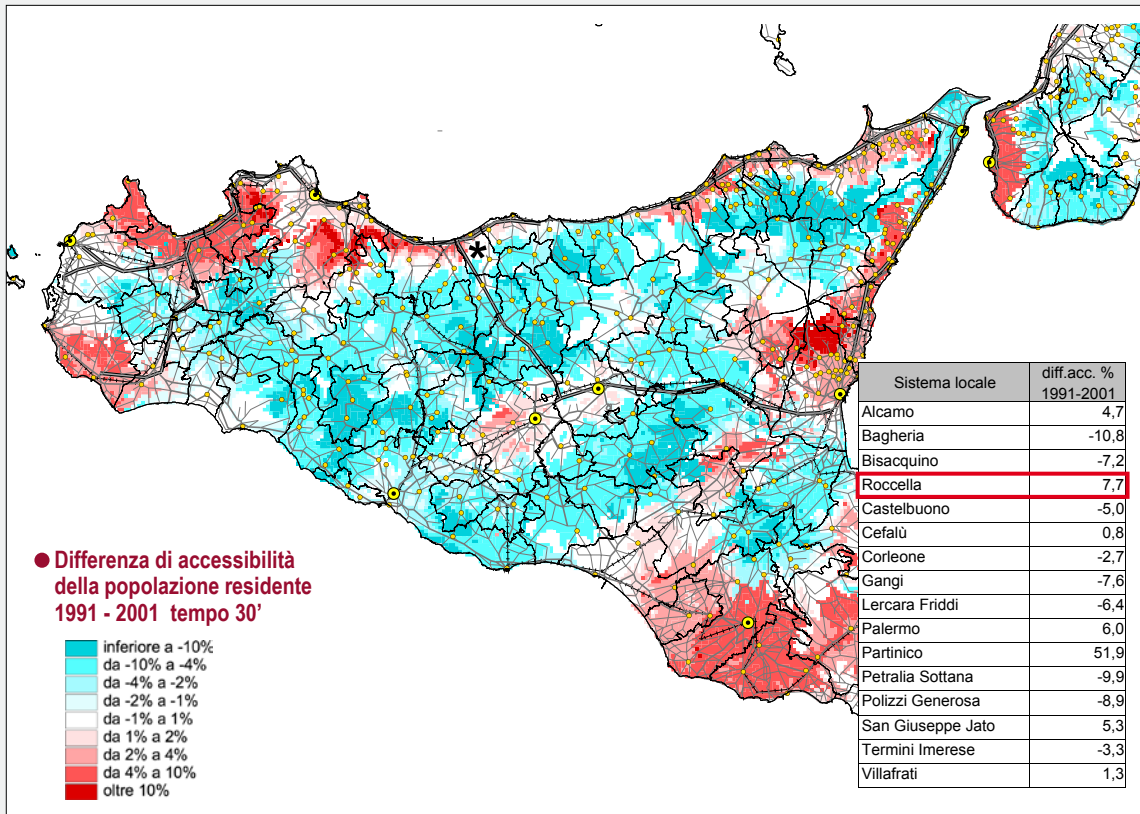 *
Sistema locale diff.acc. % 1991-2001
Alcamo 4,7
Bagheria -10,8
Bisacquino -7,2
Roccella 7,7
Castelbuono -5,0
Cefalù 0,8
Corleone -2,7
Gangi -7,6
Lercara Friddi -6,4
Palermo 6,0
Partinico 51,9
Petralia Sottana -9,9
Polizzi Generosa -8,9
San Giuseppe Jato 5,3
Termini Imerese -3,3
Villafrati 1,3
● Differenza di accessibilità
della popolazione residente
1991 - 2001 tempo 30’
inferiore a -10%
da -10% a -4%
da -4% a -2%
da -2% a -1%
da -1% a 1%
da 1% a 2%
da 2% a 4%
da 4% a 10%
oltre 10%